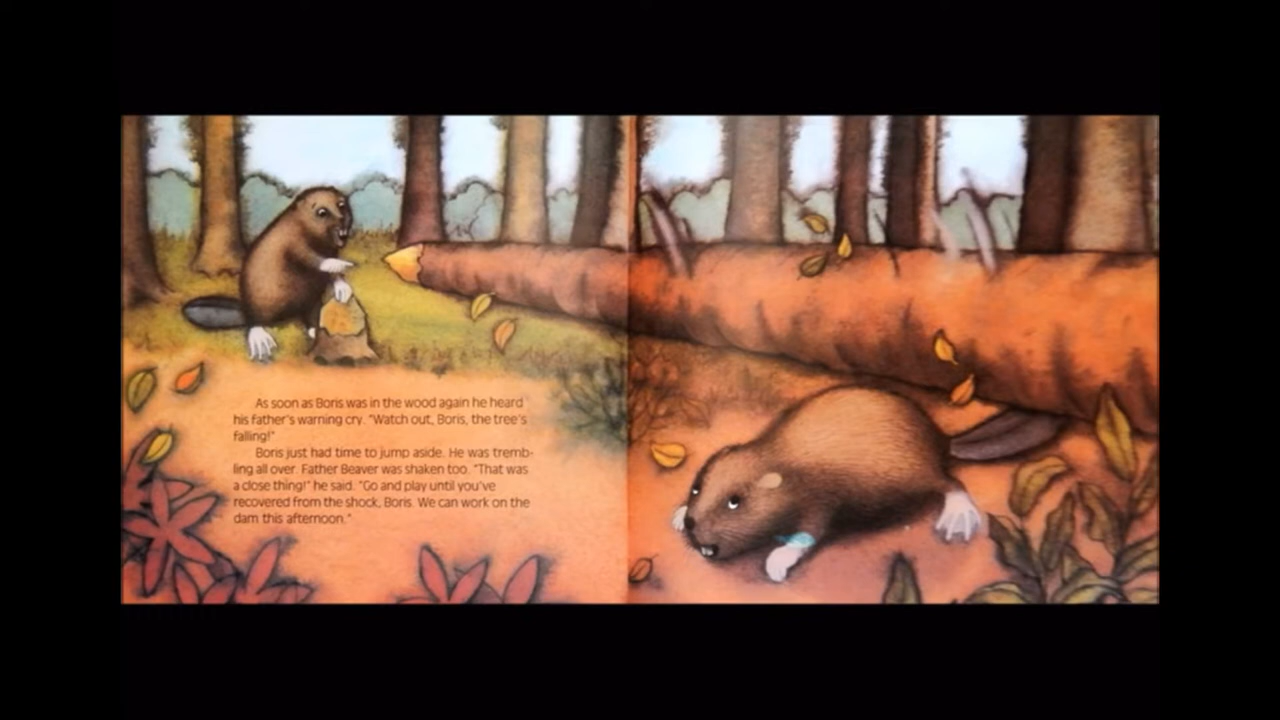 As soon as Boris was in the wood again he heard
his father's warning cry. "Watch out, Boris, the tree's
falling!"
Boris just had time to jump aside. He was tremb-
ling all over. Father Beaver was shaken too. "That was
a close thing!" he said. "Go and play until you've
recovered from the shock, Boris. We can work on the
dam this afternoon."